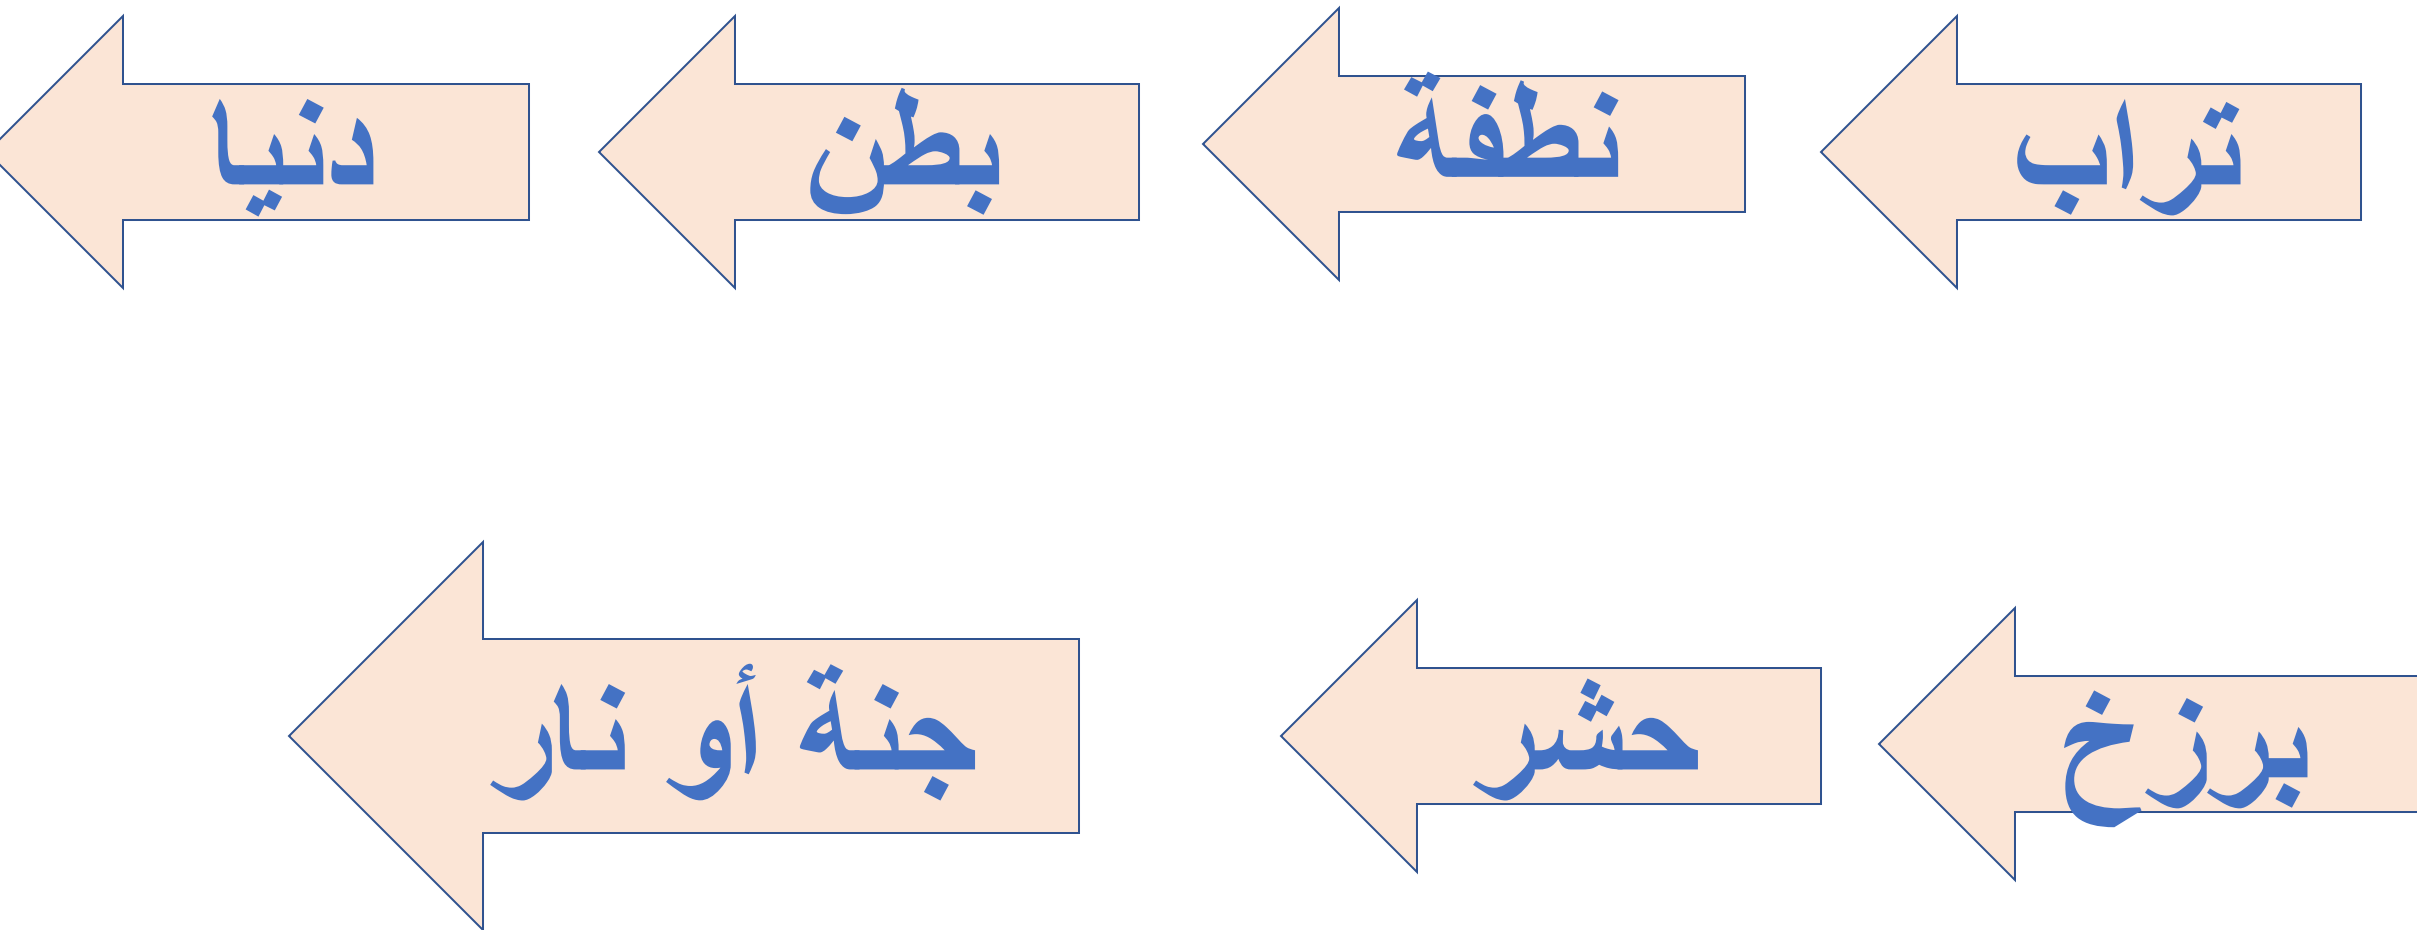 تراب
نطفة
بطن
دنيا
برزخ
حشر
جنة أو نار